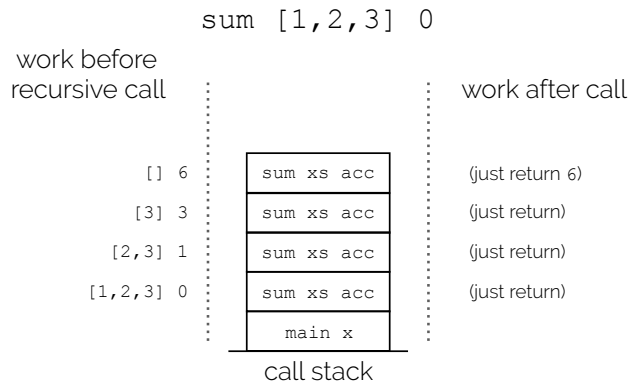 sum [1,2,3] 0
work before
recursive call
work after call
[] 6 sum xs acc (just return 6)
[3] 3 sum xs acc (just return)
[2,3] 1 sum xs acc (just return)
[1,2,3] 0 sum xs acc (just return)
main x
call stack